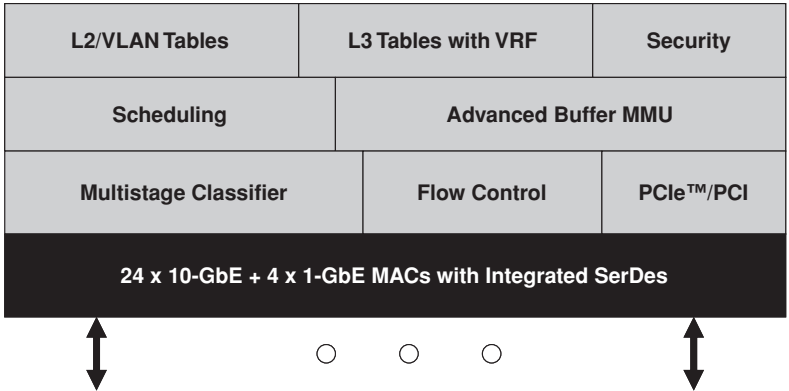 L2/VLAN Tables
L3 Tables with VRF
Security
Scheduling
Advanced Buffer MMU
Multistage Classifier
Flow Control
PCIe™/PCI
24 x 10-GbE + 4 x 1-GbE MACs with Integrated SerDes